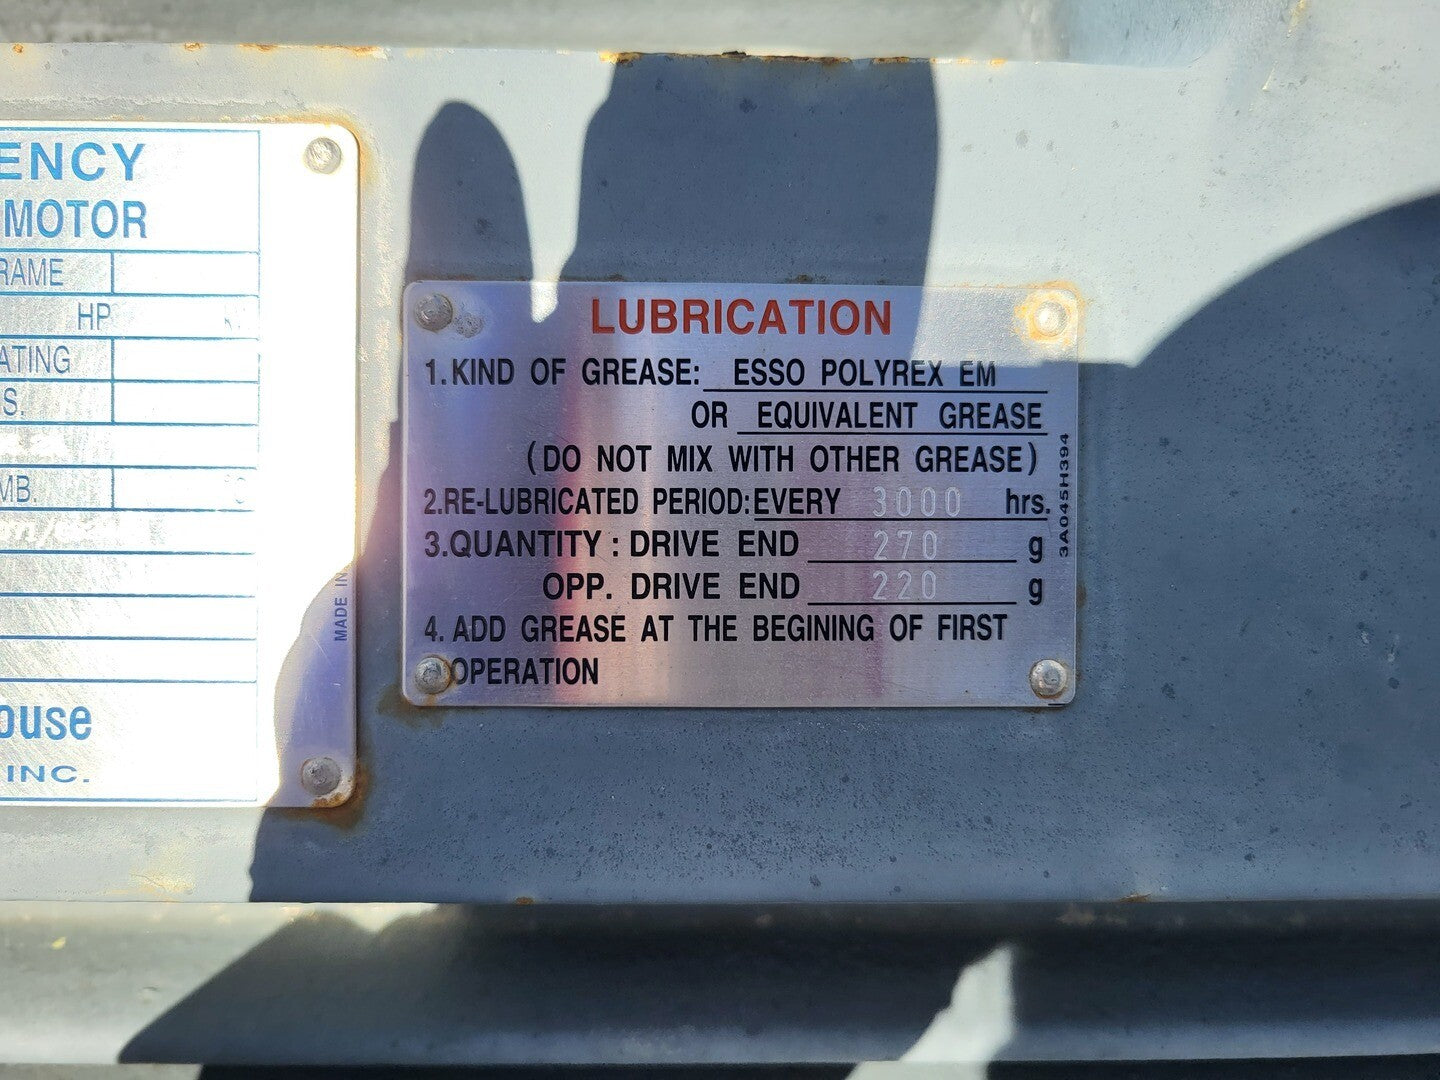 ENCY
MOTOR
RAME
HP
ATING
S.
MB.
MADE IN
ouse
INC.
LUBRICATION
1.KIND OF GREASE: ESSO POLYREX EM
OR EQUIVALENT GREASE
(DO NOT MIX WITH OTHER GREASE)
2.RE-LUBRICATED PERIOD:EVERY 3000 hrs.
3.QUANTITY : DRIVE END 270 g
OPP. DRIVE END 220 g
4. ADD GREASE AT THE BEGINING OF FIRST
OPERATION
3A045H394